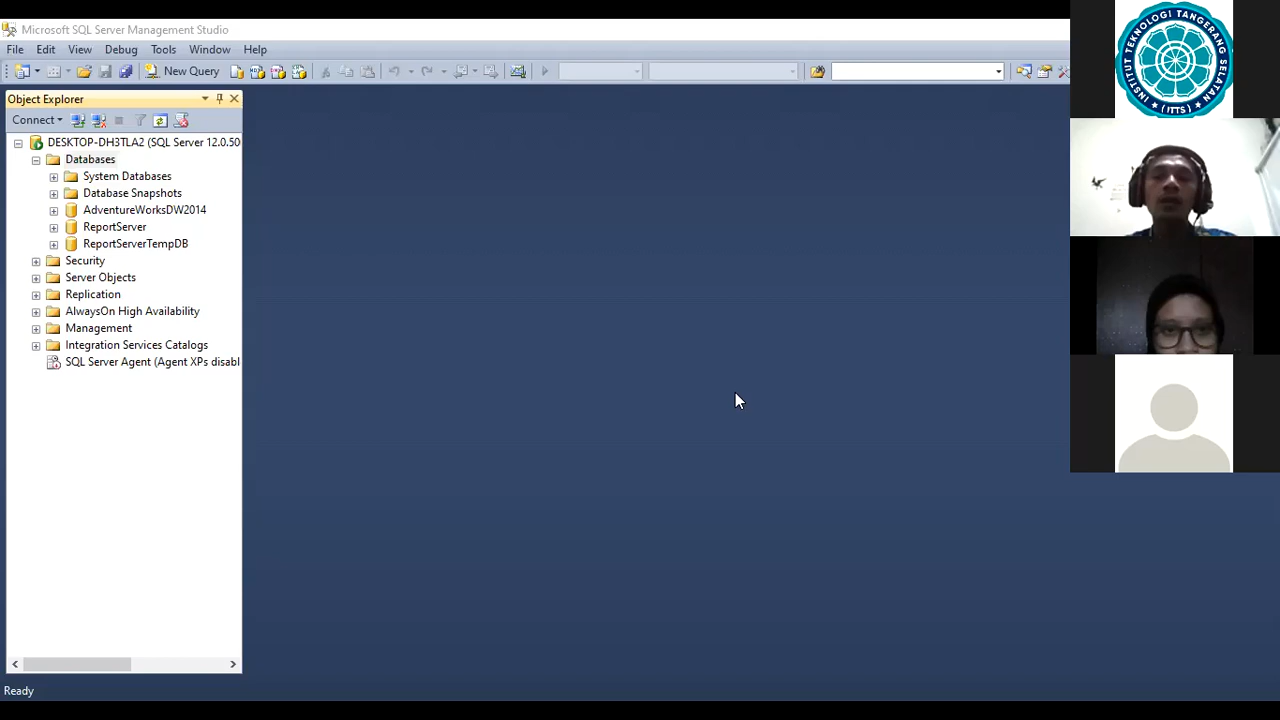 Microsoft SQL Server Management Studio
File Edit View Debug Tools Window Help
New Query
Object Explorer
Connect
DESKTOP-DH3TLA2 (SQL Server 12.0.50
Databases
System Databases
Database Snapshots
AdventureWorksDW2014
ReportServer
ReportServerTempDB
Security
Server Objects
Replication
AlwaysOn High Availability
Management
Integration Services Catalogs
SQL Server Agent (Agent XPs disabl
Ready
INSTITUT TEKNOLOGI TANGERANG SELATAN
(ITTS)